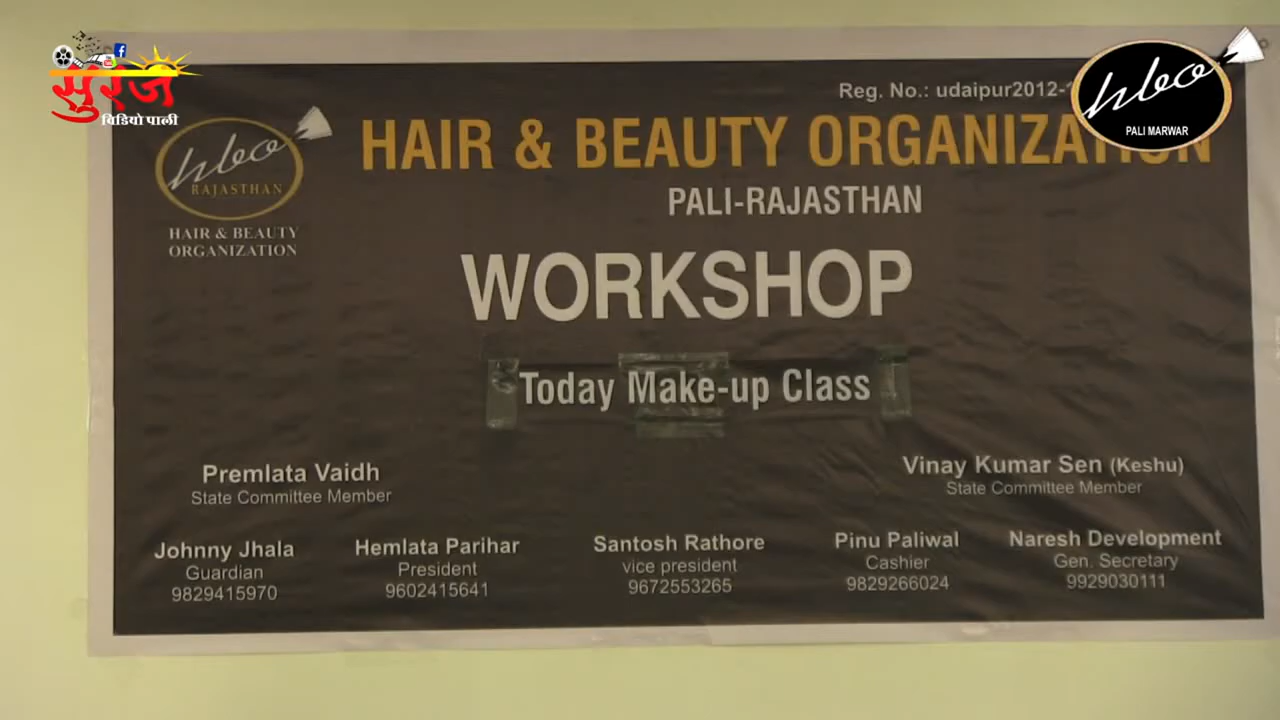 सुरज
विडियो पाली
hbo
PALI MARWAR
Reg. No.: udaipur2012-
hbo
RAJASTHAN
HAIR & BEAUTY
ORGANIZATION
HAIR & BEAUTY ORGANIZATION
PALI-RAJASTHAN
WORKSHOP
Today Make-up Class
Premlata Vaidh
State Committee Member
Vinay Kumar Sen (Keshu)
State Committee Member
Johnny Jhala
Guardian
9829415970
Hemlata Parihar
President
9602415641
Santosh Rathore
vice president
9672553265
Pinu Paliwal
Cashier
9829266024
Naresh Development
Gen. Secretary
9929030111